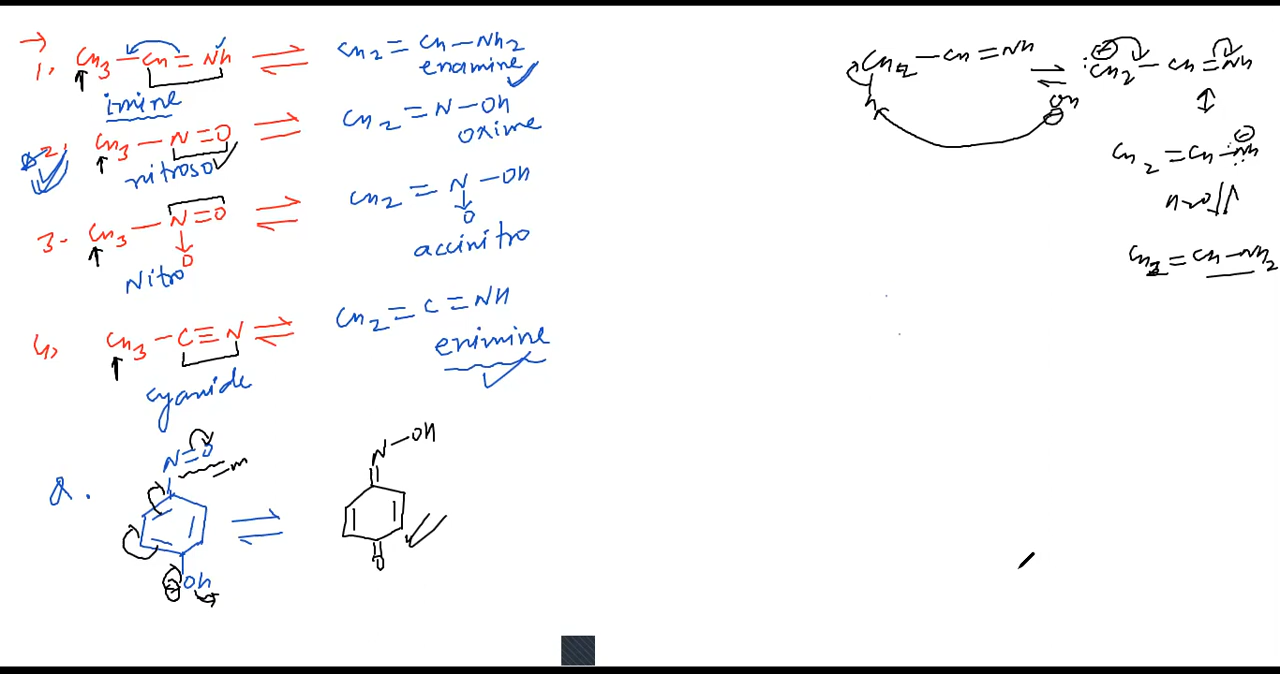 →
1. CH3 — CH = NH ⇌ CH2 = CH — NH2
imine enamine
2. CH3 — N = O ⇌ CH2 = N — OH
nitroso oxime
3. CH3 — N = O ⇌ CH2 = N — OH
↓ ↓
O O
Nitro accinitro
4, CH3 — C ≡ N ⇌ CH2 = C = NH
cyanide enimine
Q. N = O ⇌ N — OH
= m
⊖ OH O
CH2 — CH = NH ⇌ :CH2 — CH = NH
H OH
⊖ ↕
CH2 = CH — NH
H2O
CH2 = CH — NH2